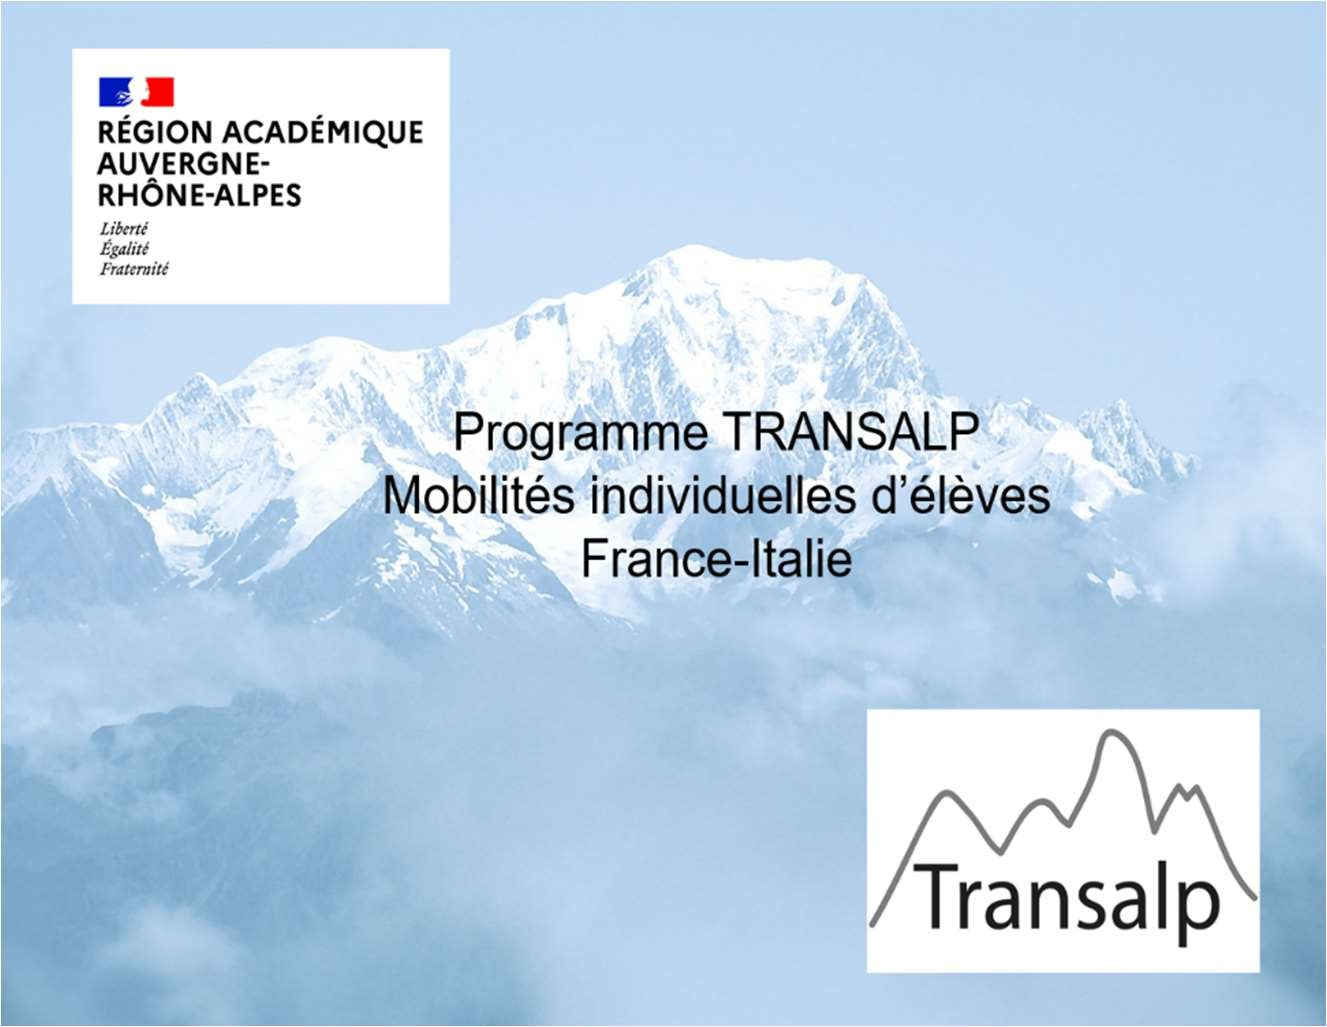 RÉGION ACADÉMIQUE
AUVERGNE-
RHÔNE-ALPES
Liberté
Égalité
Fraternité
Programme TRANSALP
Mobilités individuelles d’élèves
France-Italie
Transalp